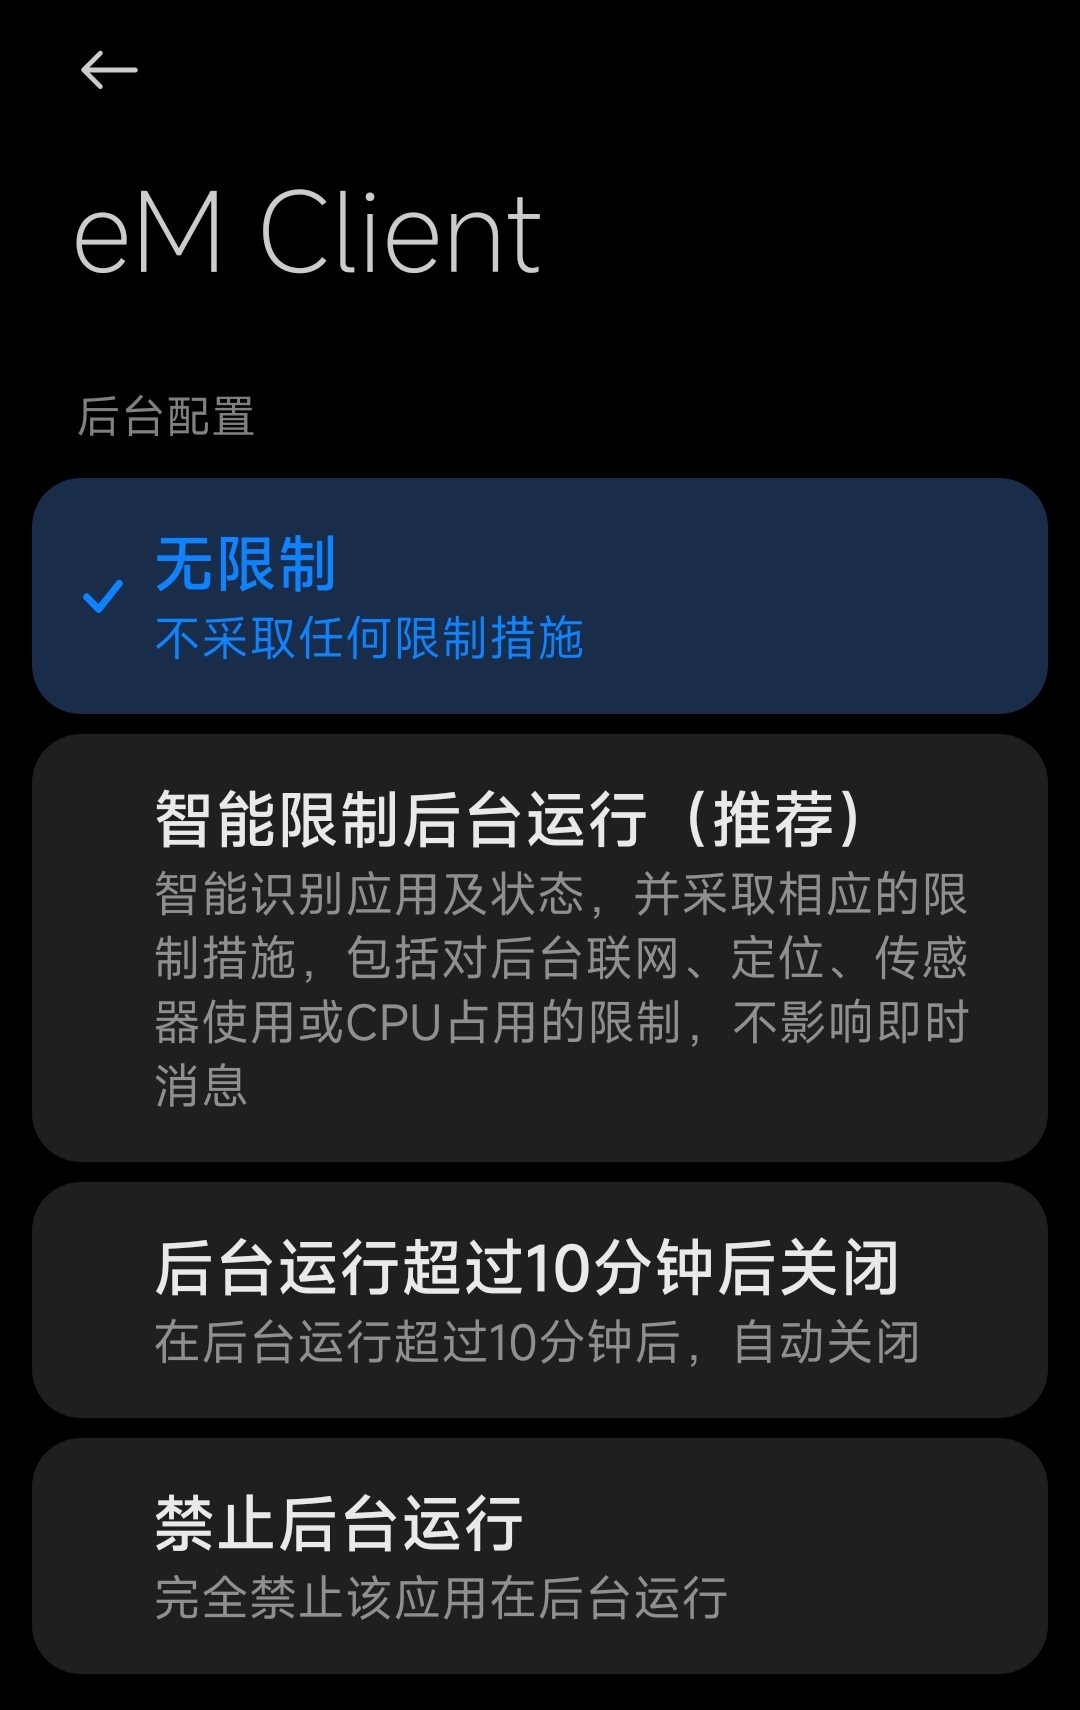 eM Client
后台配置
无限制
不采取任何限制措施
智能限制后台运行（推荐）
智能识别应用及状态，并采取相应的限
制措施，包括对后台联网、定位、传感
器使用或CPU占用的限制，不影响即时
消息
后台运行超过10分钟后关闭
在后台运行超过10分钟后，自动关闭
禁止后台运行
完全禁止该应用在后台运行